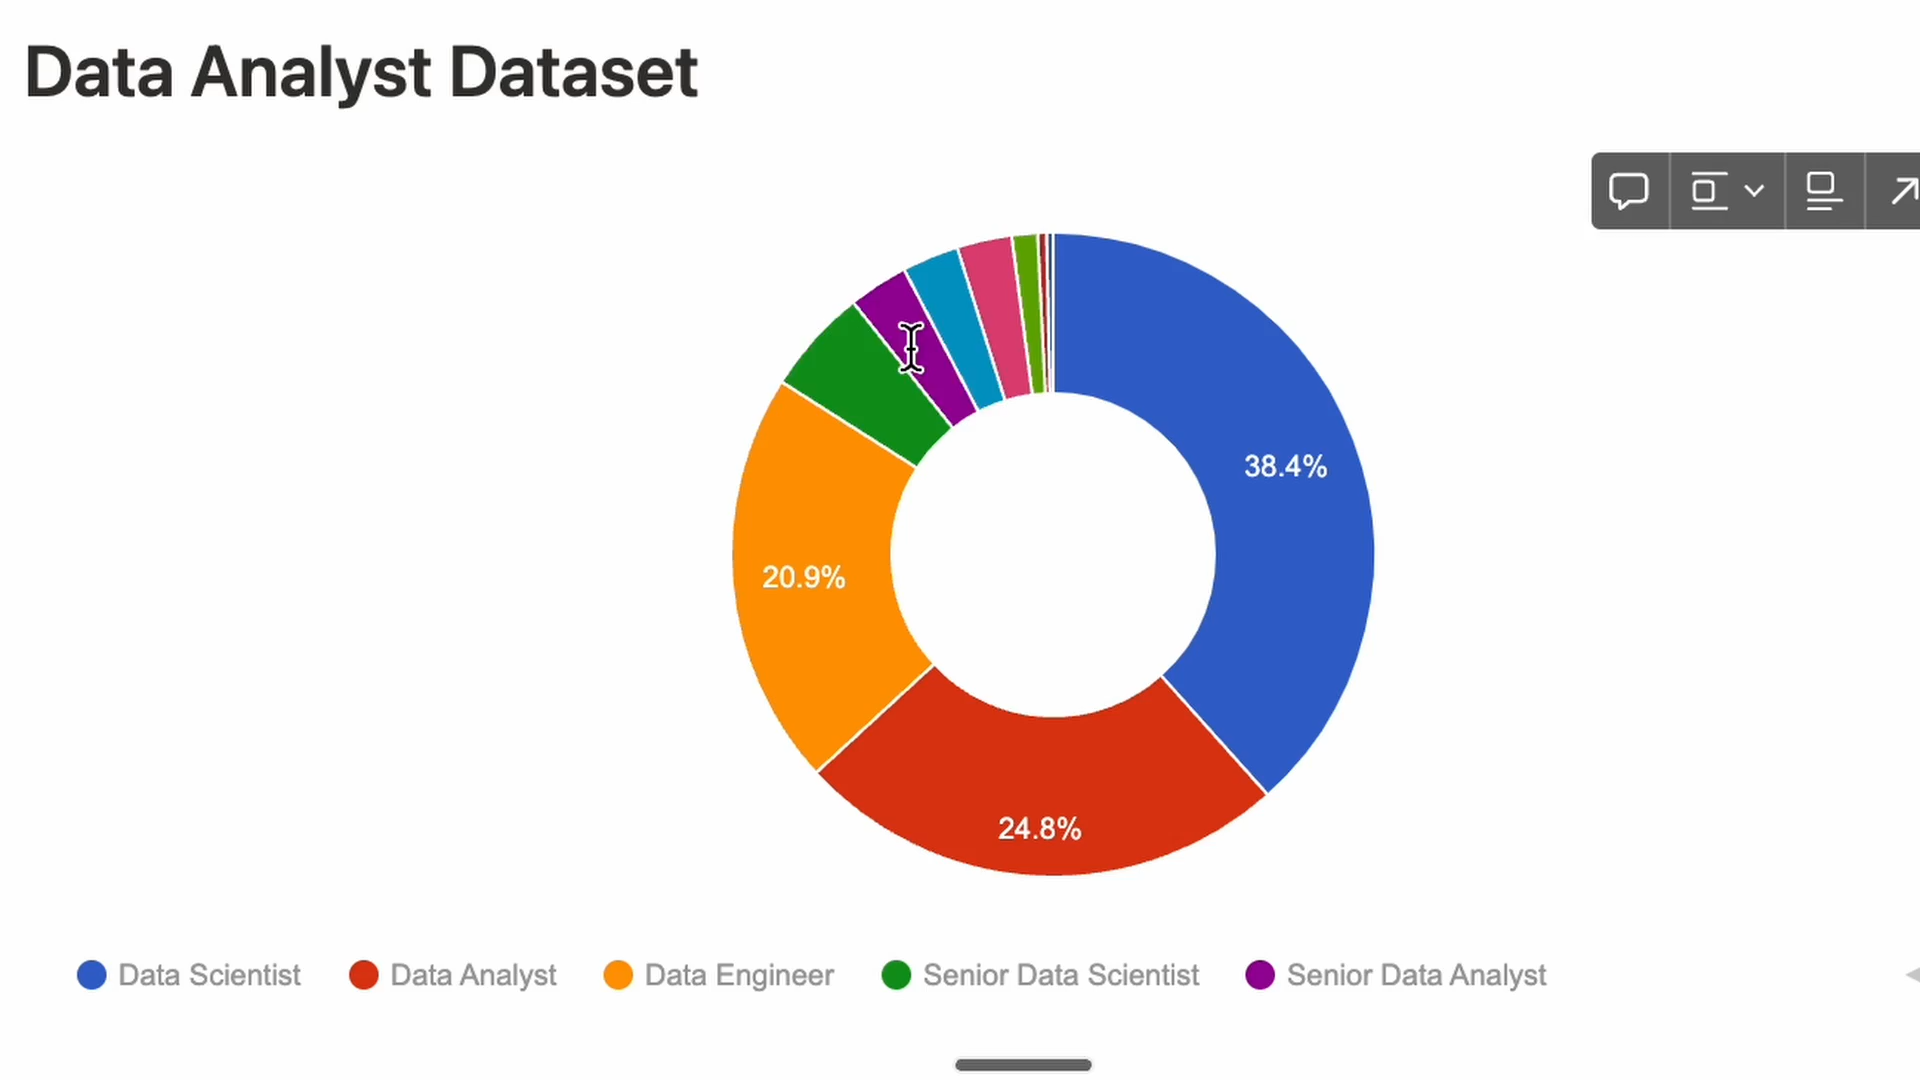 Data Analyst Dataset
38.4%
20.9%
24.8%
Data Scientist
Data Analyst
Data Engineer
Senior Data Scientist
Senior Data Analyst